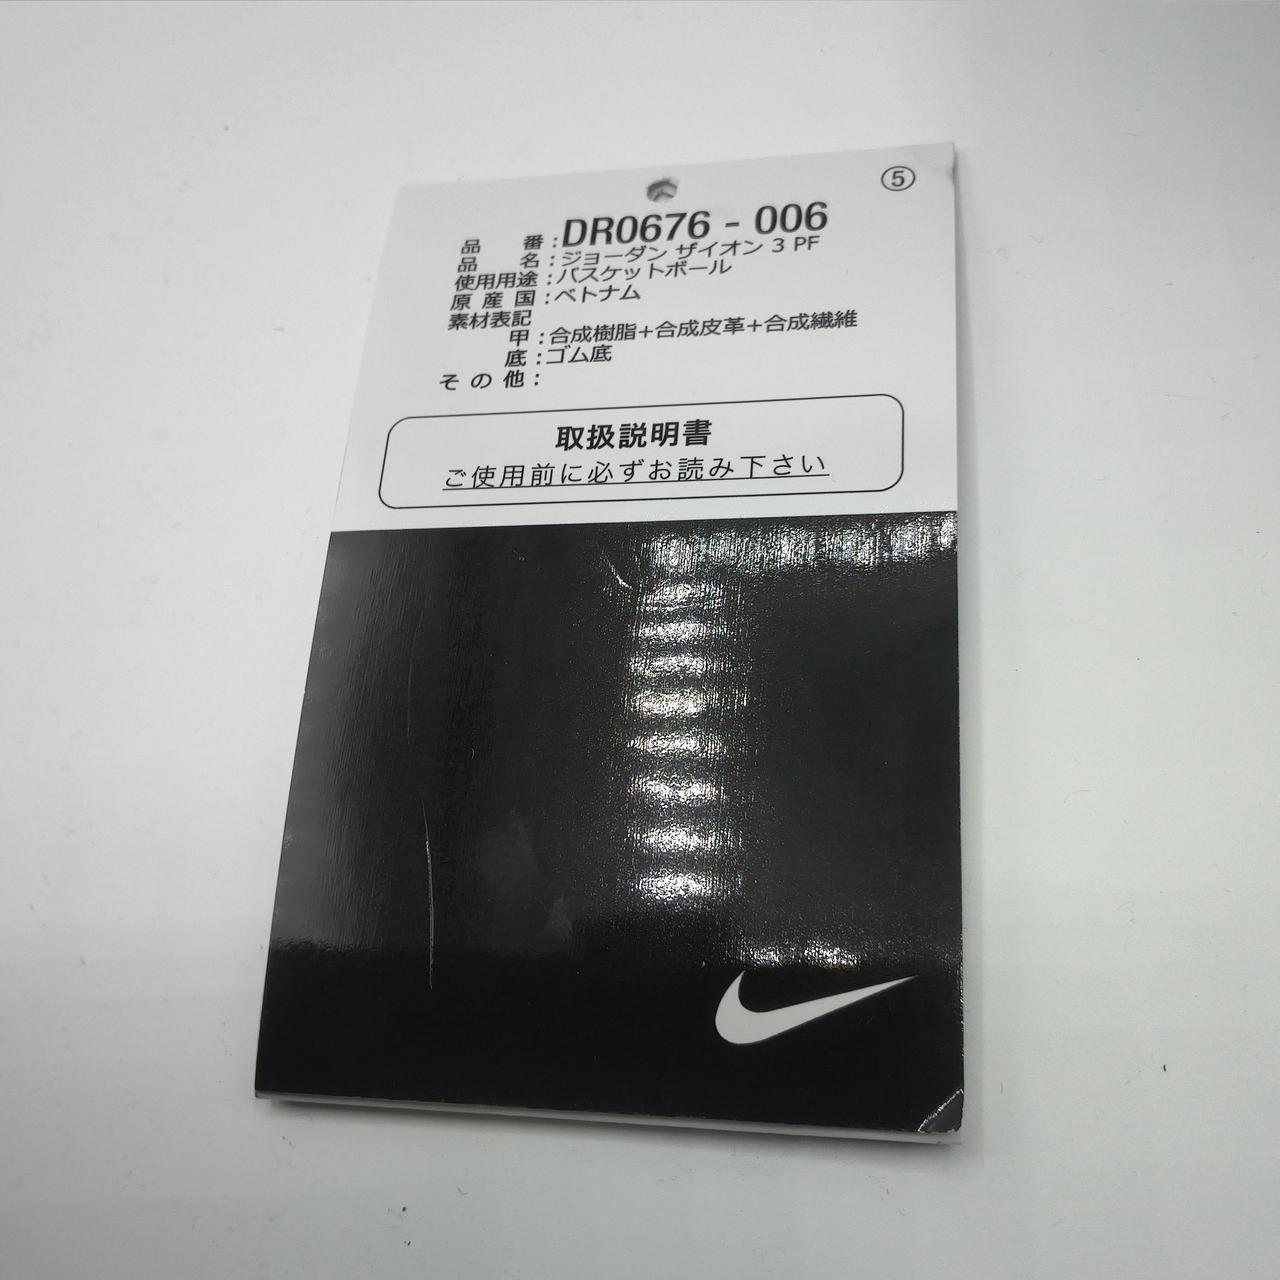 ⑤
品 番:DR0676 - 006
品 名:ジョーダン ザイオン 3 PF
使用用途:バスケットボール
原 産 国:ベトナム
素材表記
甲:合成樹脂+合成皮革+合成繊維
底:ゴム底
そ の 他:
取扱説明書
ご使用前に必ずお読み下さい